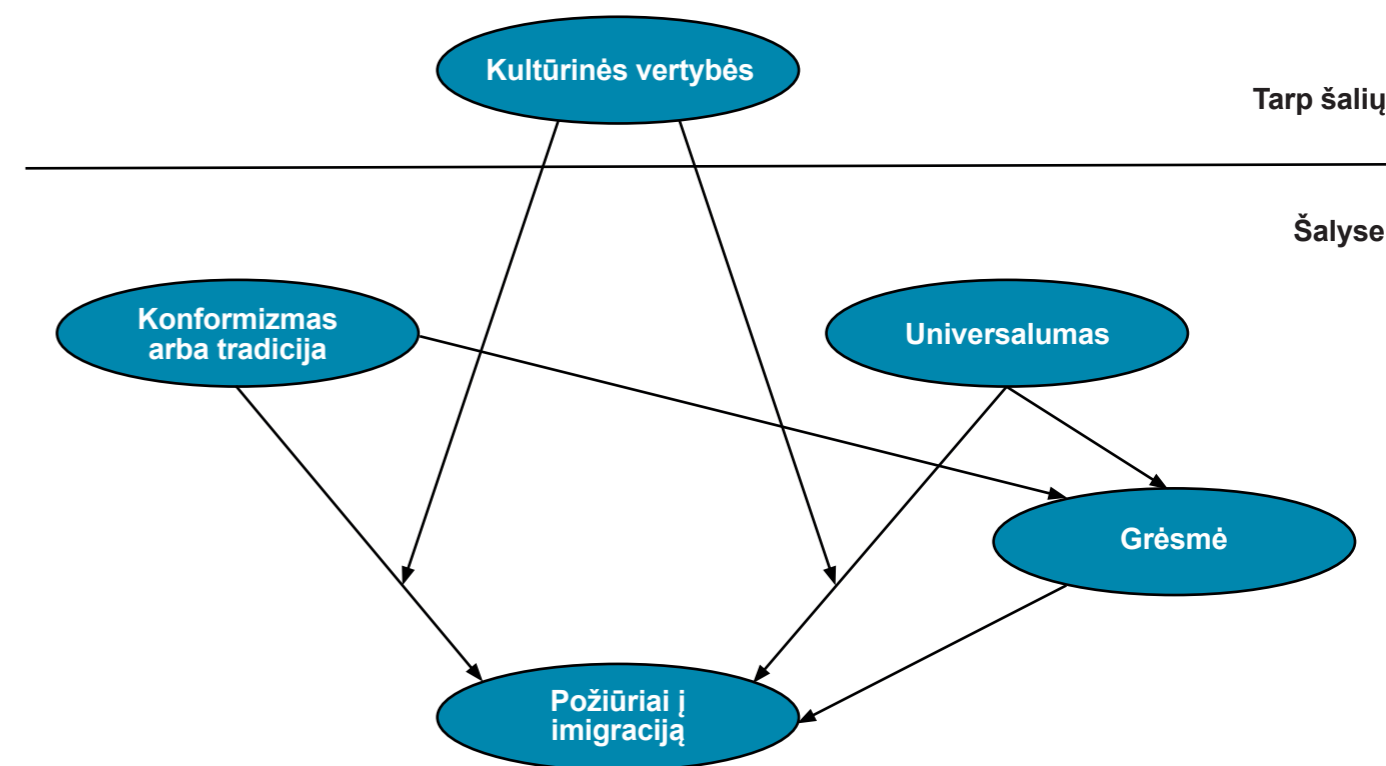 Kultūrinės vertybės
Tarp šalių
Šalyse
Konformizmas
arba tradicija
Universalumas
Grėsmė
Požiūriai į
imigraciją